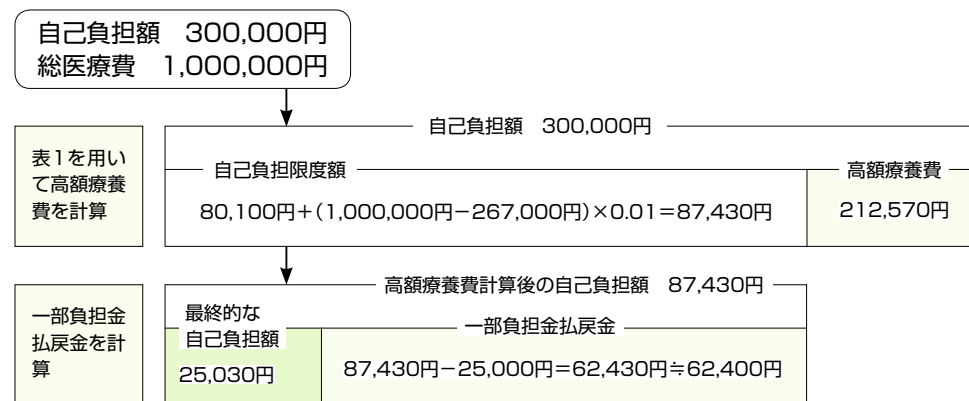 自己負担額　300,000円
総医療費　1,000,000円
自己負担額　300,000円
表1を用い
て高額療養
費を計算
自己負担限度額
高額療養費
80,100円＋(1,000,000円−267,000円)×0.01＝87,430円
212,570円
高額療養費計算後の自己負担額　87,430円
一部負担金
払戻金を計
算
最終的な
自己負担額
25,030円
一部負担金払戻金
87,430円−25,000円＝62,430円≒62,400円